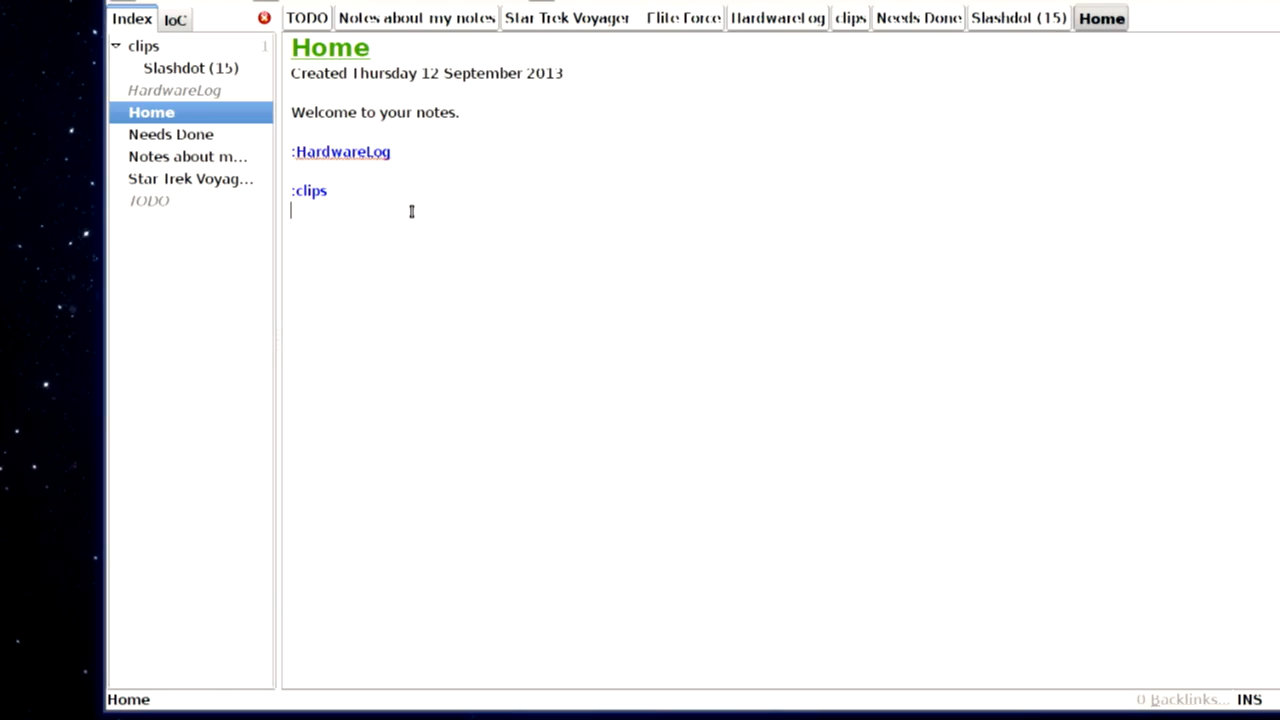 Index ToC
TODO Notes about my notes Star Trek Voyager Elite Force HardwareLog clips Needs Done Slashdot (15) Home
clips 1
Slashdot (15)
HardwareLog
Home
Needs Done
Notes about m...
Star Trek Voyag...
TODO
Home
Created Thursday 12 September 2013
Welcome to your notes.
:HardwareLog
:clips
Home
0 Backlinks... INS